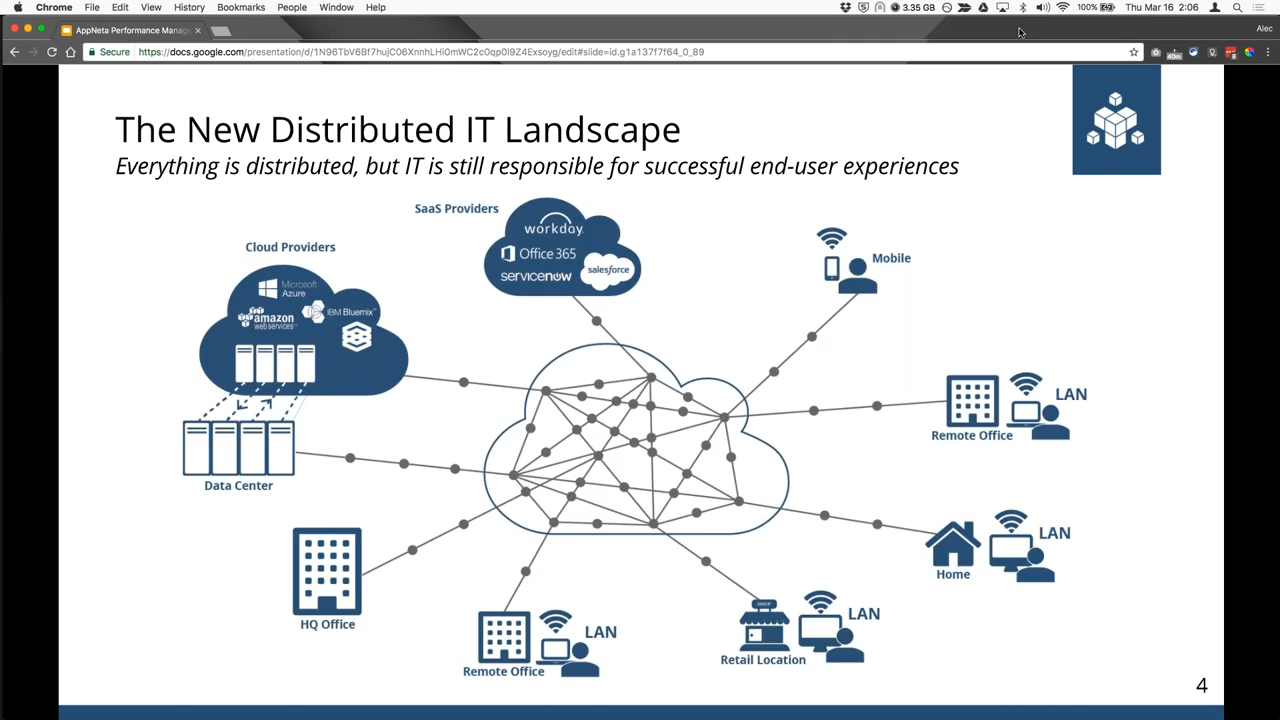 Chrome File Edit View History Bookmarks People Window Help
3.35 GB 100% Thu Mar 16 2:06
AppNeta Performance Manag
Alec
Secure https://docs.google.com/presentation/d/1N96TbV6Bf7hujC06XnnhLHi0mWC2c0qp0l9Z4Exsoyg/edit#slide=id.g1a137f7f64_0_89
40m
The New Distributed IT Landscape
Everything is distributed, but IT is still responsible for successful end-user experiences
SaaS Providers
workday.
Office 365
servicenow
salesforce
Cloud Providers
Microsoft
Azure
IBM Bluemix
amazon
web services
Mobile
LAN
Remote Office
Data Center
LAN
Home
HQ Office
SHOP
LAN
Retail Location
LAN
Remote Office
4